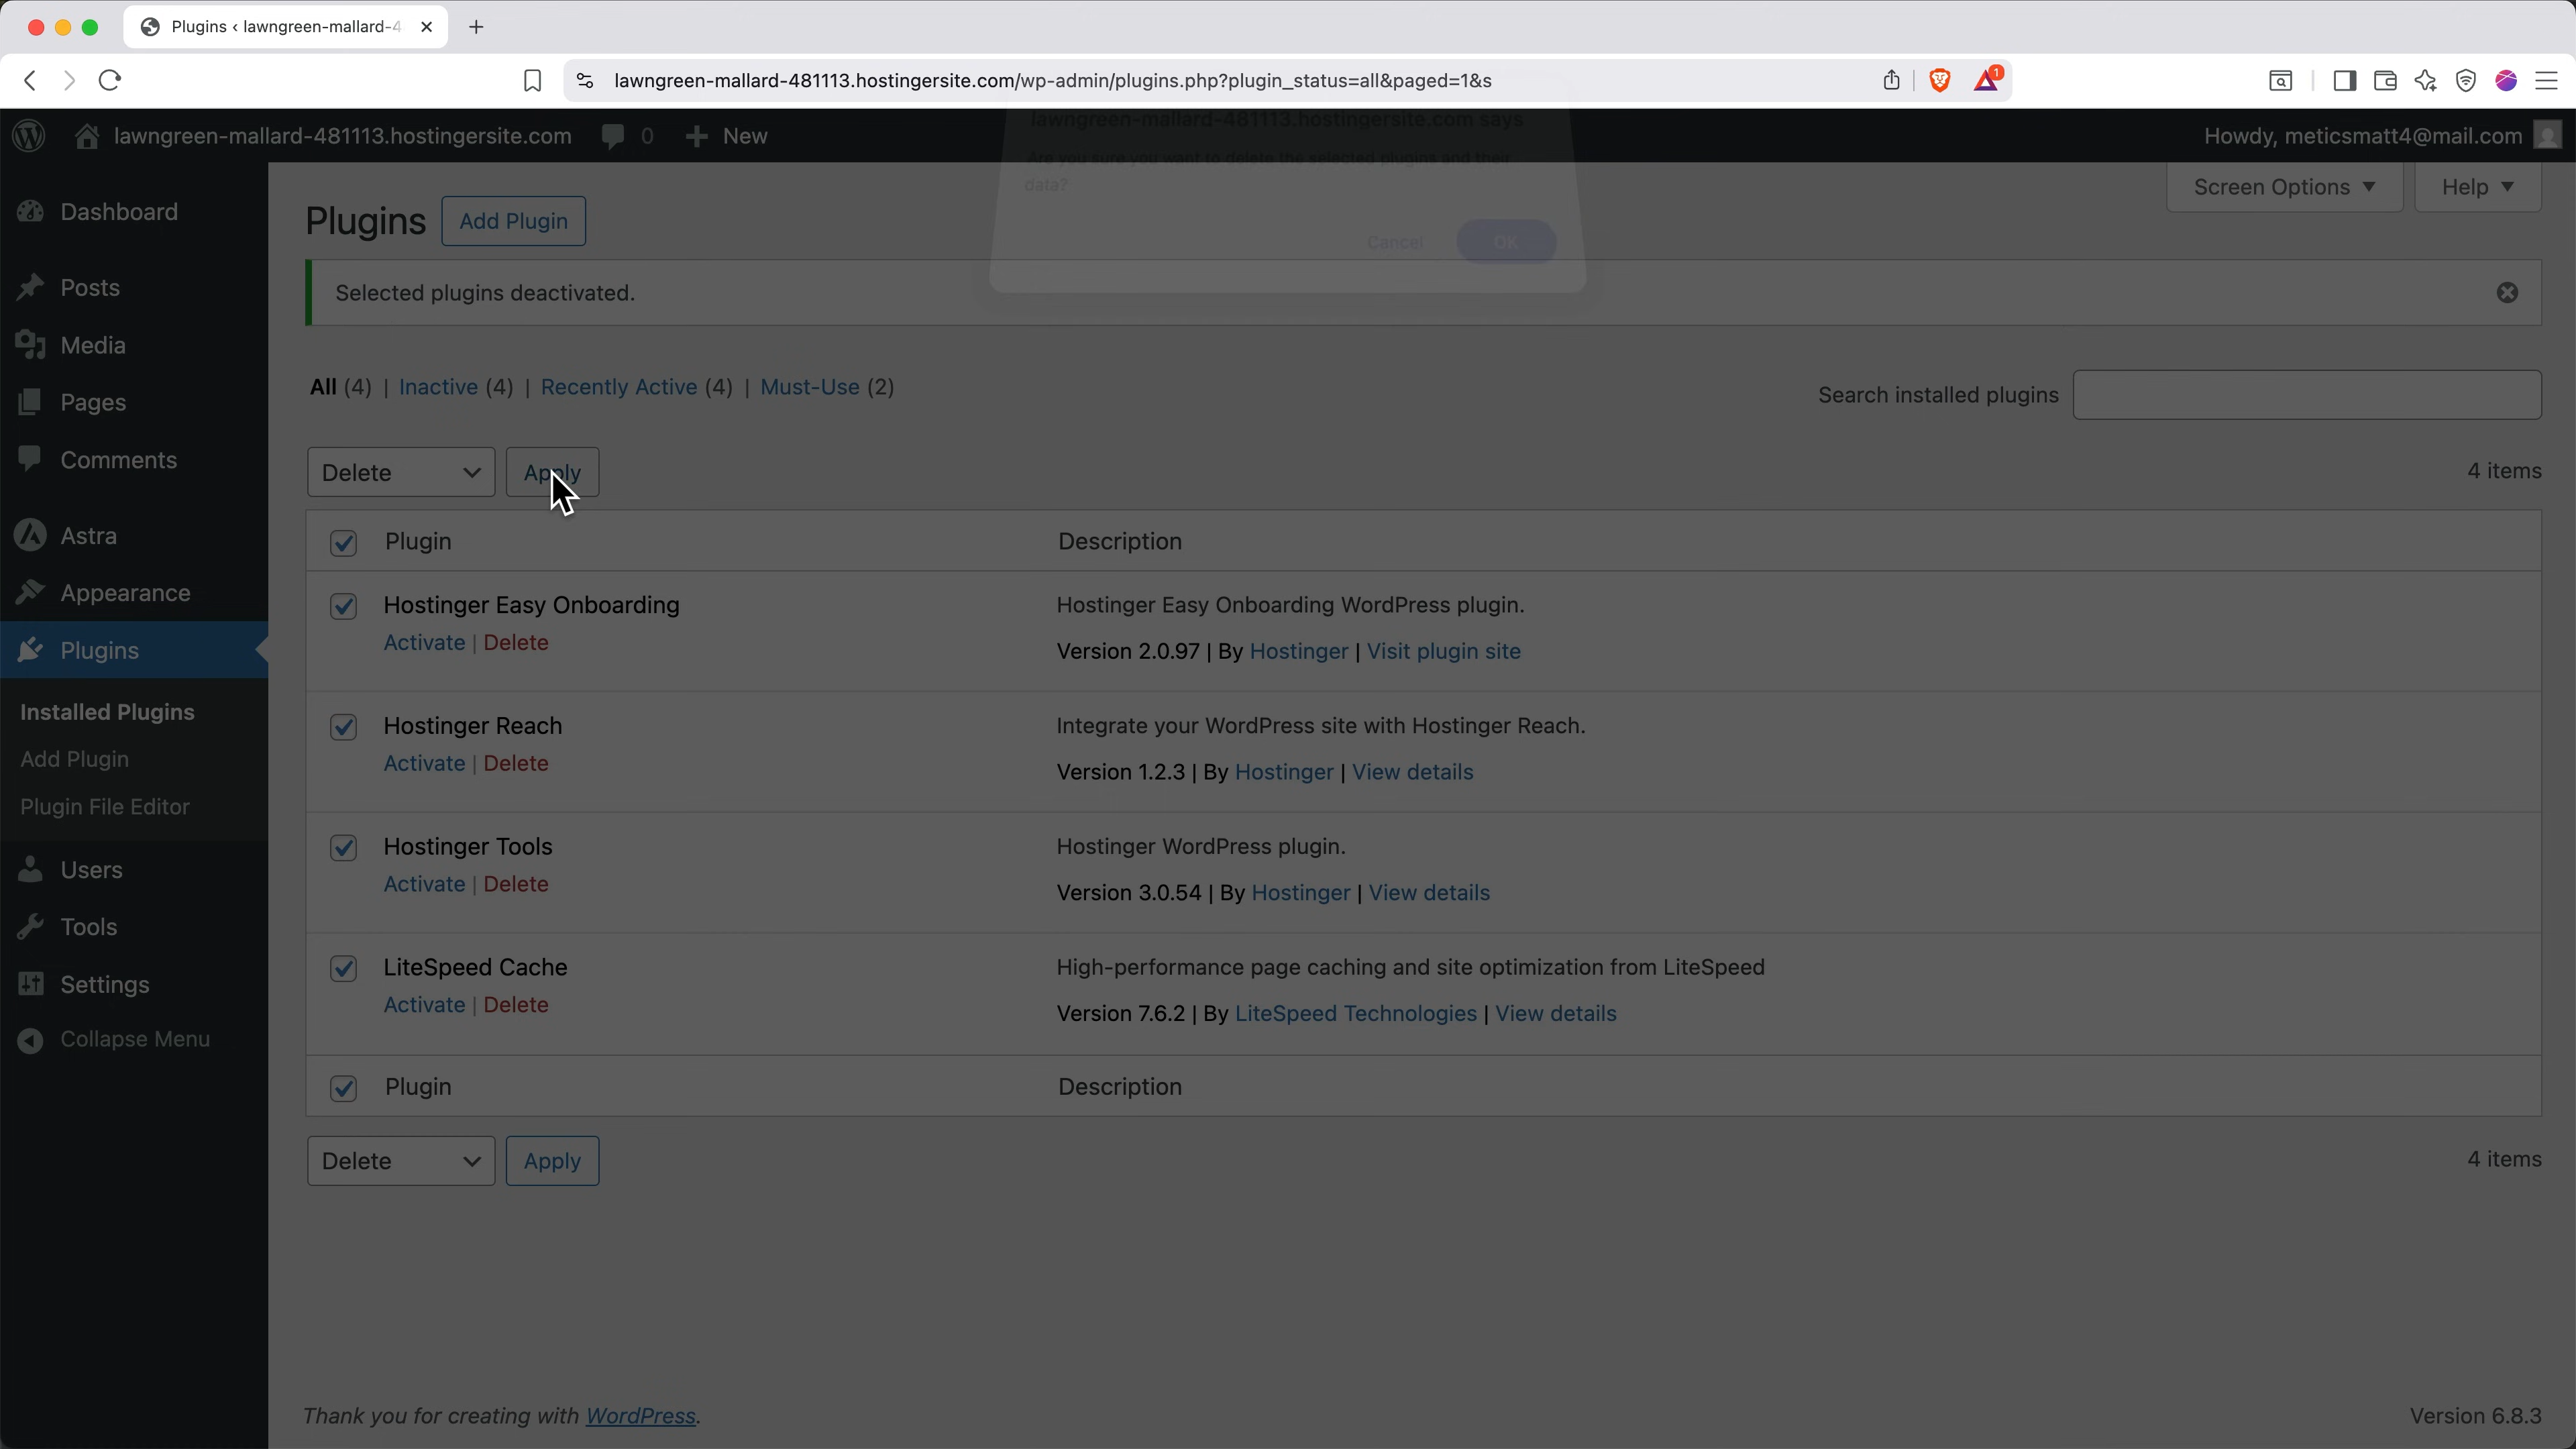 Plugins ‹ lawngreen-mallard-4
lawngreen-mallard-481113.hostingersite.com/wp-admin/plugins.php?plugin_status=all&paged=1&s
1
lawngreen-mallard-481113.hostingersite.com 0 New
Howdy, meticsmatt4@mail.com
lawngreen-mallard-481113.hostingersite.com says
Are you sure you want to delete the selected plugins and their
data?
Cancel OK
Screen Options Help
Dashboard
Posts
Media
Pages
Comments
Astra
Appearance
Plugins
Installed Plugins
Add Plugin
Plugin File Editor
Users
Tools
Settings
Collapse Menu
Plugins Add Plugin
Selected plugins deactivated.
All (4) | Inactive (4) | Recently Active (4) | Must-Use (2)
Search installed plugins
Delete Apply
4 items
Plugin Description
Hostinger Easy Onboarding
Activate | Delete
Hostinger Easy Onboarding WordPress plugin.
Version 2.0.97 | By Hostinger | Visit plugin site
Hostinger Reach
Activate | Delete
Integrate your WordPress site with Hostinger Reach.
Version 1.2.3 | By Hostinger | View details
Hostinger Tools
Activate | Delete
Hostinger WordPress plugin.
Version 3.0.54 | By Hostinger | View details
LiteSpeed Cache
Activate | Delete
High-performance page caching and site optimization from LiteSpeed
Version 7.6.2 | By LiteSpeed Technologies | View details
Plugin Description
Delete Apply
4 items
Thank you for creating with WordPress.
Version 6.8.3